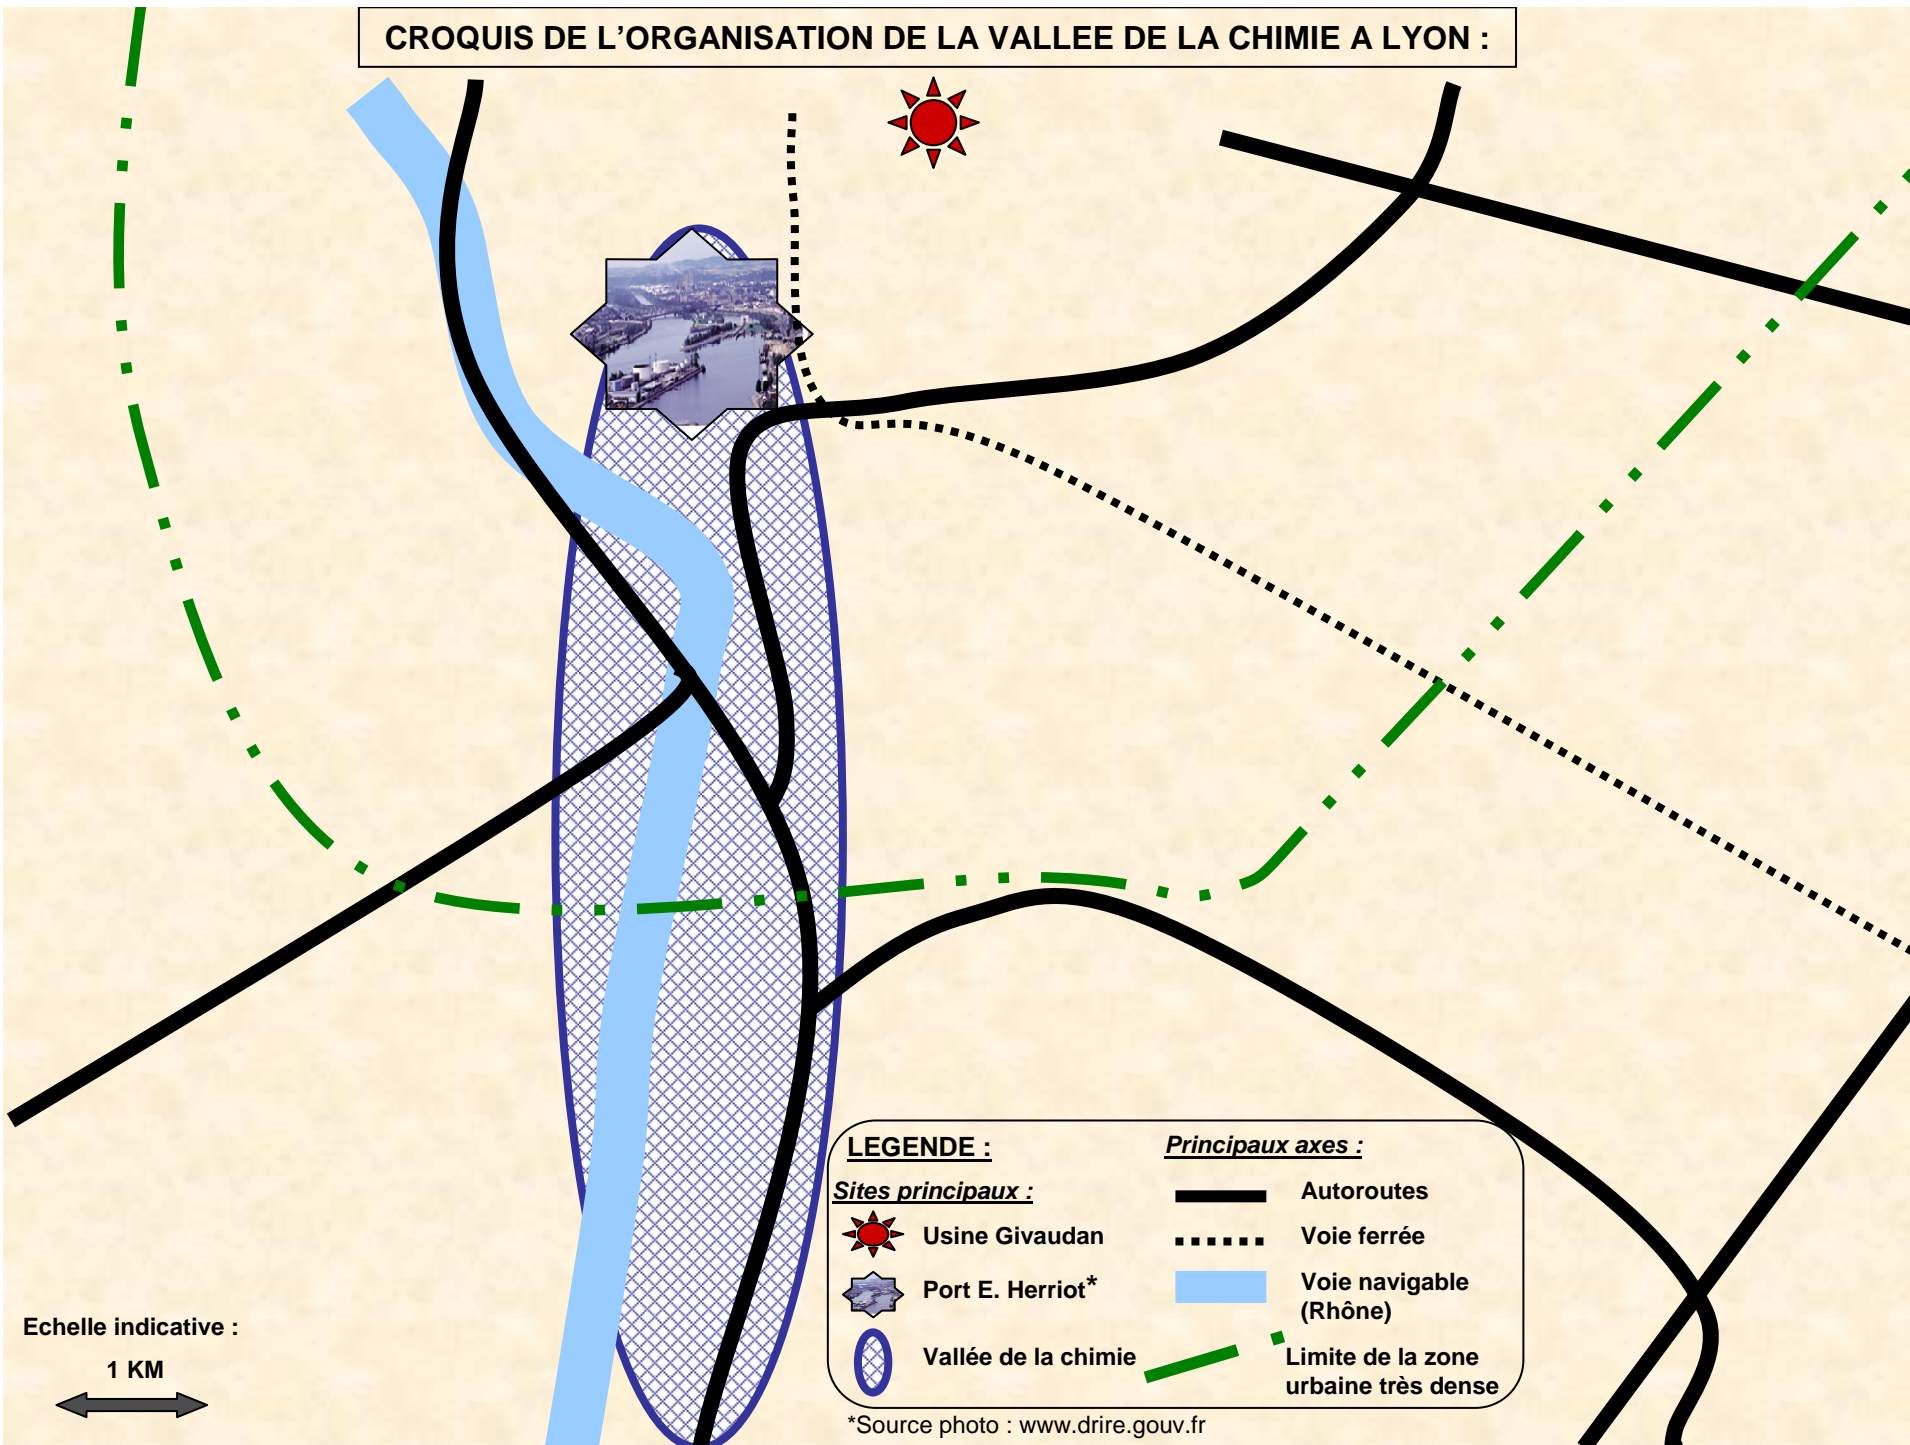 CROQUIS DE L'ORGANISATION DE LA VALLEE DE LA CHIMIE A LYON :
LEGENDE :
Sites principaux :
Usine Givaudan
Port E. Herriot*
Vallée de la chimie
Principaux axes :
Autoroutes
Voie ferrée
Voie navigable
(Rhône)
Limite de la zone
urbaine très dense
*Source photo : www.drire.gouv.fr
Echelle indicative :
1 KM